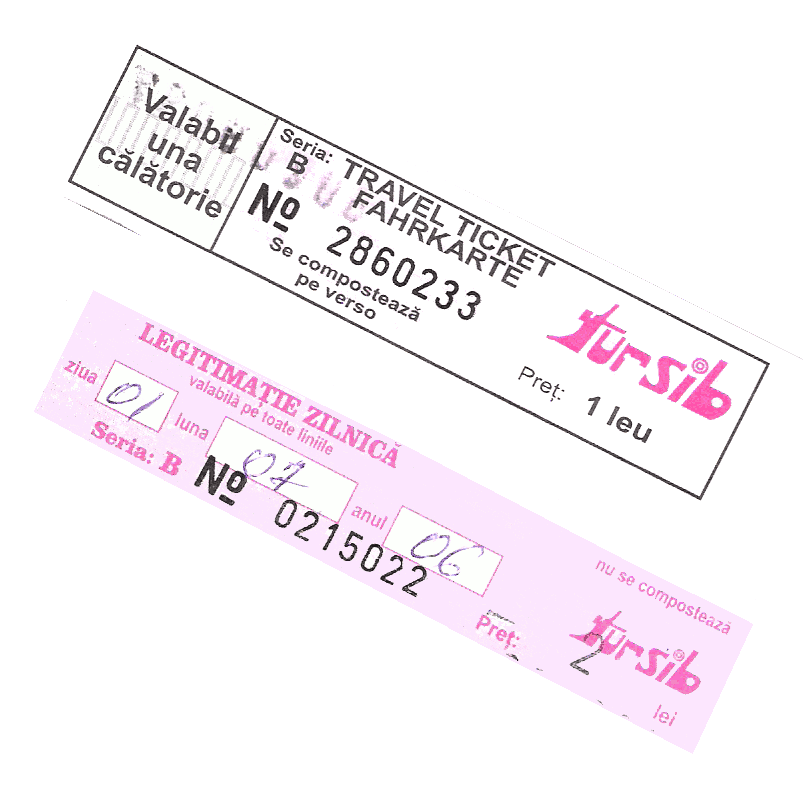 Valabil
una
călătorie
Seria:
B
TRAVEL TICKET
FAHRKARTE
Nº 2860233
Se compostează
pe verso
tursib
Preț: 1 leu
LEGITIMAȚIE ZILNICĂ
valabilă pe toate liniile
ziua 01 luna 07 anul 06
Seria: B Nº 0215022
nu se compostează
tursib
Preț: 2 lei